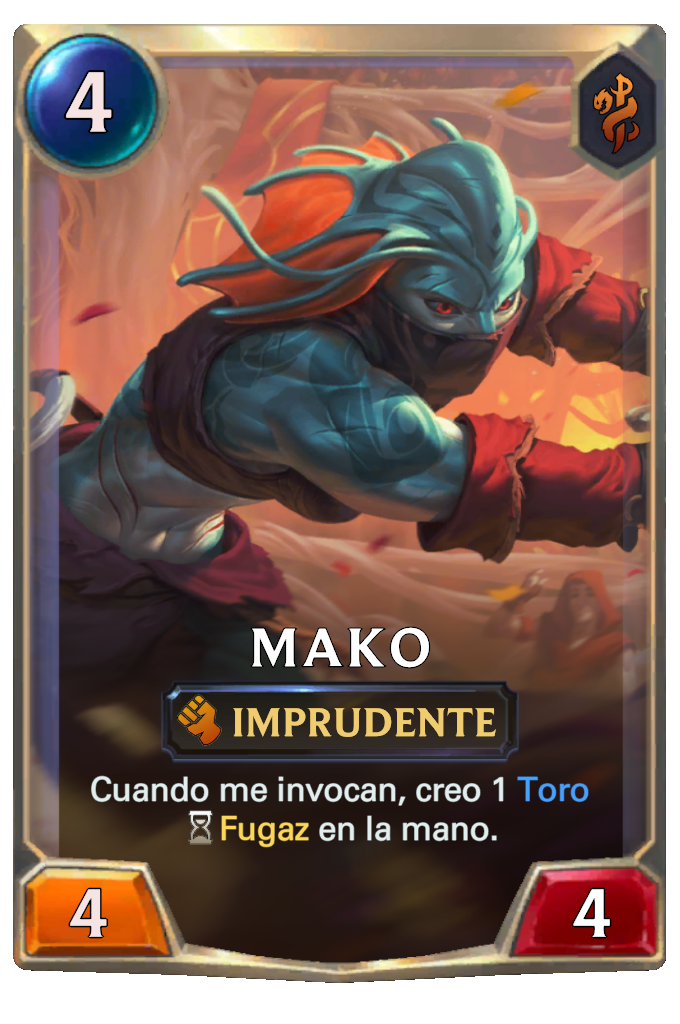 4
MAKO
IMPRUDENTE
Cuando me invocan, creo 1 Toro
Fugaz en la mano.
4
4